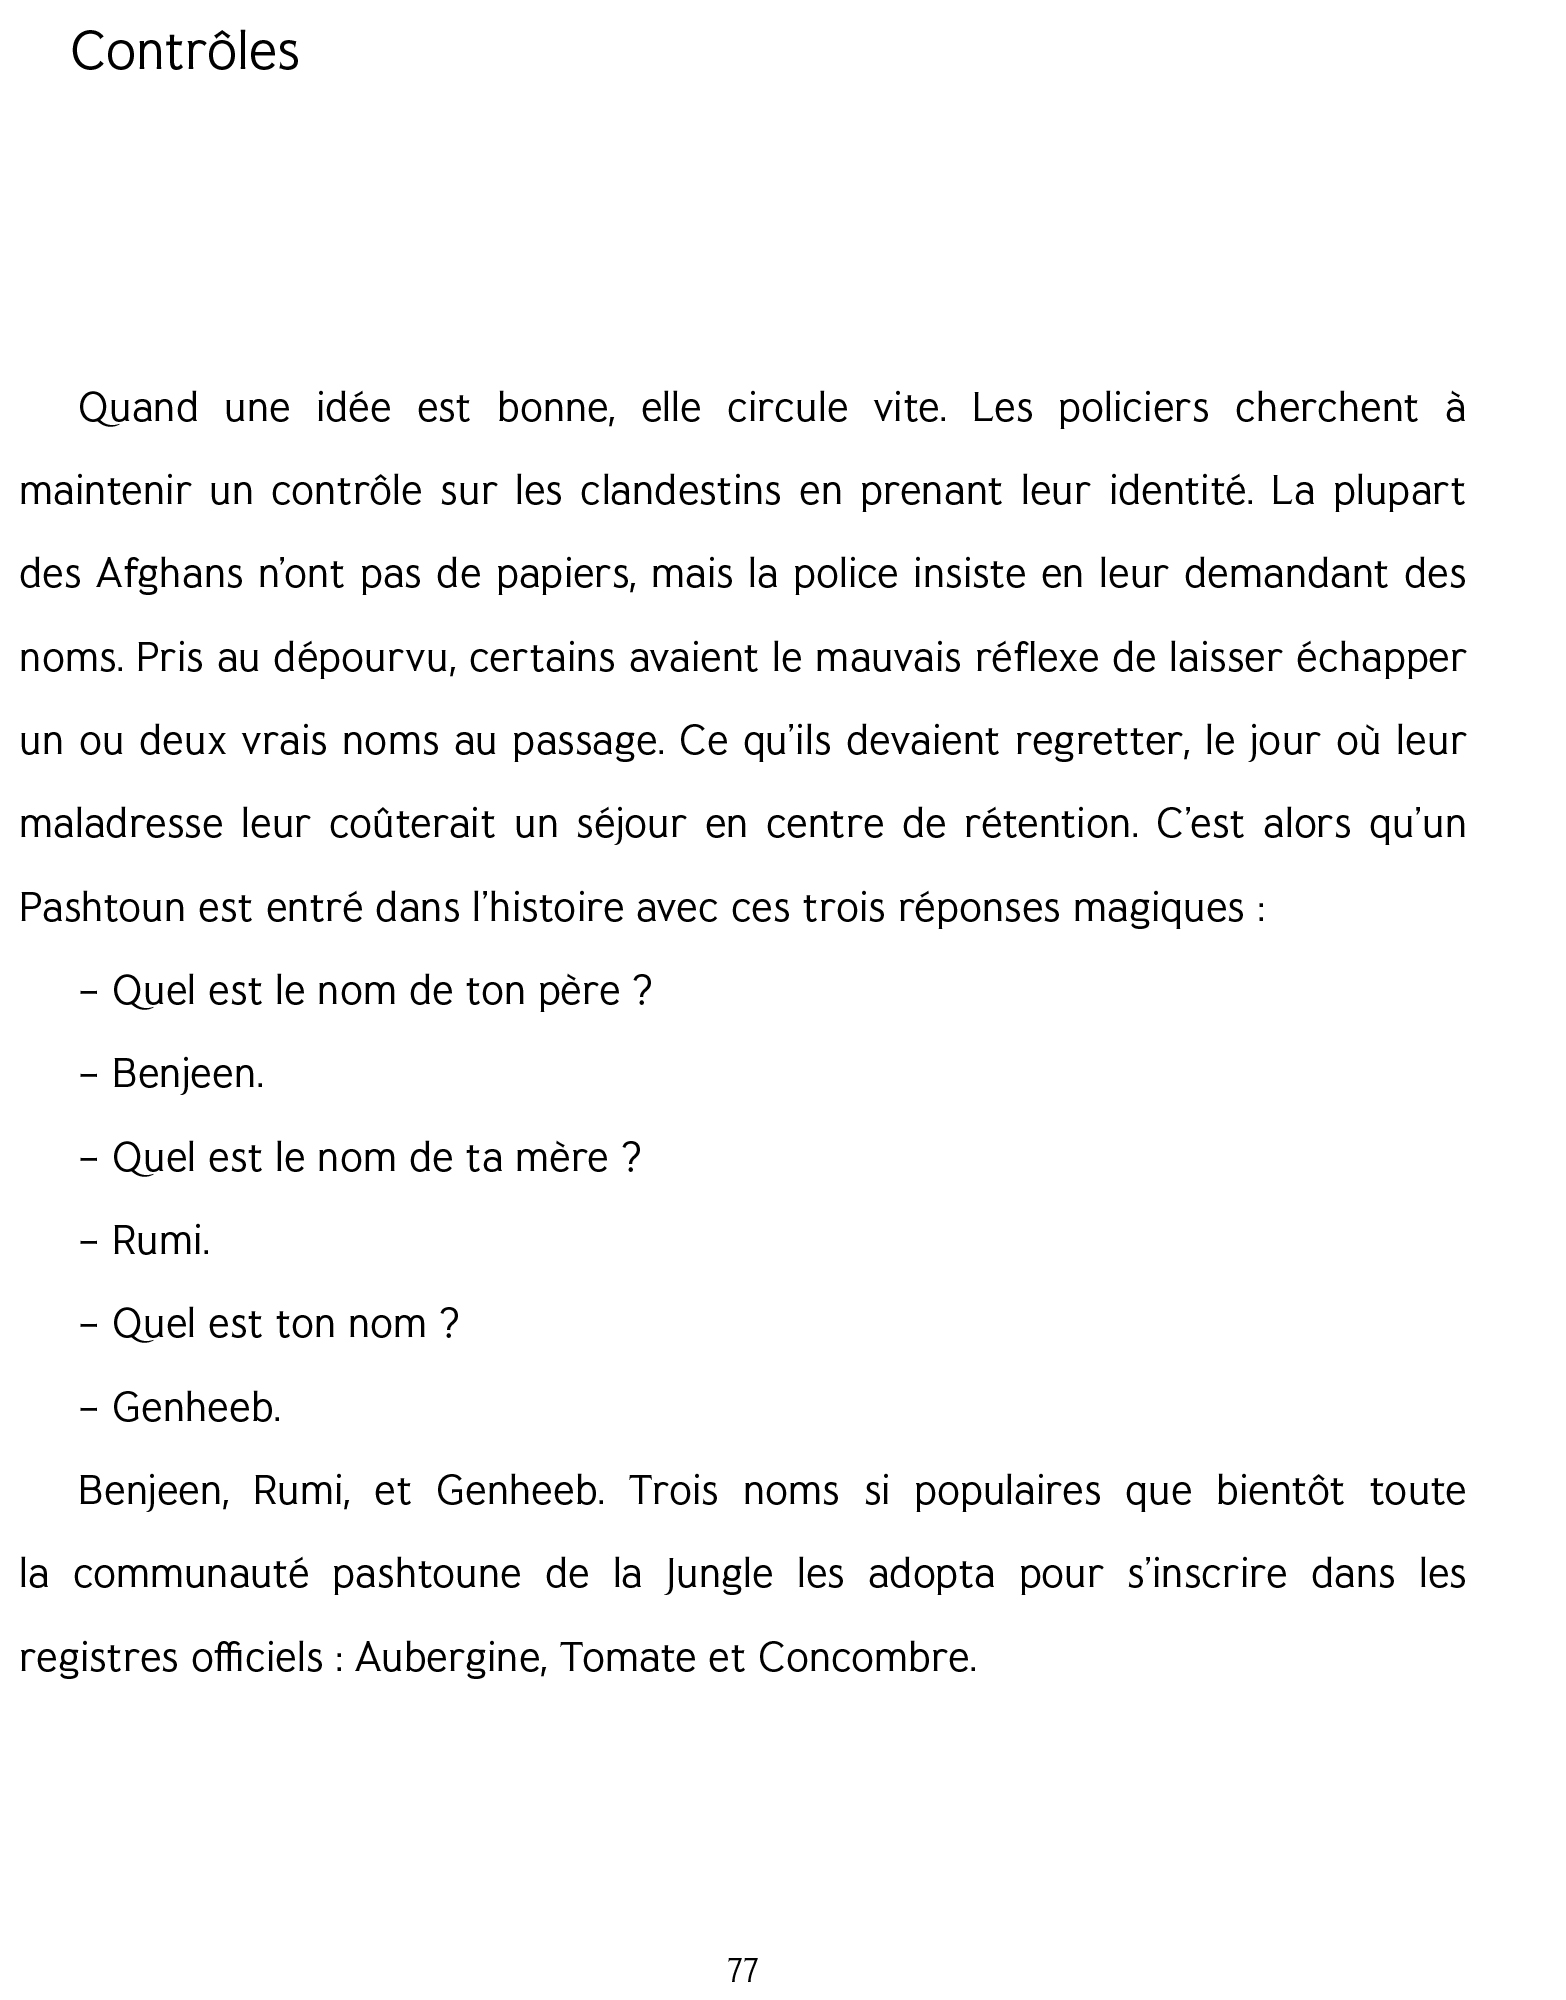 Contrôles
Quand une idée est bonne, elle circule vite. Les policiers cherchent à
maintenir un contrôle sur les clandestins en prenant leur identité. La plupart
des Afghans n’ont pas de papiers, mais la police insiste en leur demandant des
noms. Pris au dépourvu, certains avaient le mauvais réflexe de laisser échapper
un ou deux vrais noms au passage. Ce qu’ils devaient regretter, le jour où leur
maladresse leur coûterait un séjour en centre de rétention. C’est alors qu’un
Pashtoun est entré dans l’histoire avec ces trois réponses magiques :
– Quel est le nom de ton père ?
– Benjeen.
– Quel est le nom de ta mère ?
– Rumi.
– Quel est ton nom ?
– Genheeb.
Benjeen, Rumi, et Genheeb. Trois noms si populaires que bientôt toute
la communauté pashtoune de la Jungle les adopta pour s’inscrire dans les
registres officiels : Aubergine, Tomate et Concombre.
77